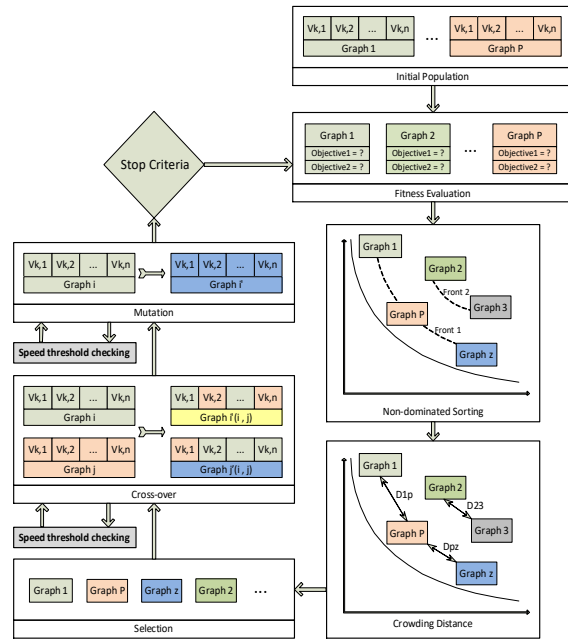 Vk,1 Vk,2 ... Vk,n
Graph 1
...
Vk,1 Vk,2 ... Vk,n
Graph P
Initial Population
Graph 1
Objective1 = ?
Objective2 = ?
Graph 2
Objective1 = ?
Objective2 = ?
...
Graph P
Objective1 = ?
Objective2 = ?
Fitness Evaluation
Stop Criteria
Graph 1
Graph 2
Front 2
Graph 3
Graph P
Front 1
Graph z
Non-dominated Sorting
Vk,1 Vk,2 ... Vk,n
Graph i
Vk,1 Vk,2 ... Vk,n
Graph i'
Mutation
Speed threshold checking
Vk,1 Vk,2 ... Vk,n
Graph i
Vk,1 Vk,2 ... Vk,n
Graph i'(i , j)
Vk,1 Vk,2 ... Vk,n
Graph j
Vk,1 Vk,2 ... Vk,n
Graph j'(i , j)
Cross-over
Speed threshold checking
Graph 1
Graph 2
D1p
D23
Graph P
Graph 3
Dpz
Graph z
Crowding Distance
Graph 1 Graph P Graph z Graph 2 ...
Selection